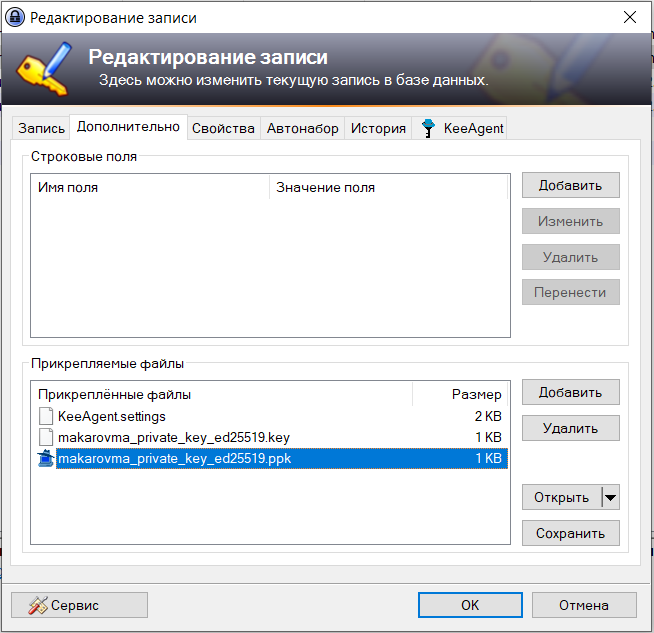 Редактирование записи
Редактирование записи
Здесь можно изменить текущую запись в базе данных.
Запись Дополнительно Свойства Автонабор История KeeAgent
Строковые поля
Имя поля Значение поля
Добавить
Изменить
Удалить
Перенести
Прикрепляемые файлы
Прикреплённые файлы Размер
KeeAgent.settings 2 KB
makarovma_private_key_ed25519.key 1 KB
makarovma_private_key_ed25519.ppk 1 KB
Добавить
Удалить
Открыть
Сохранить
Сервис OK Отмена